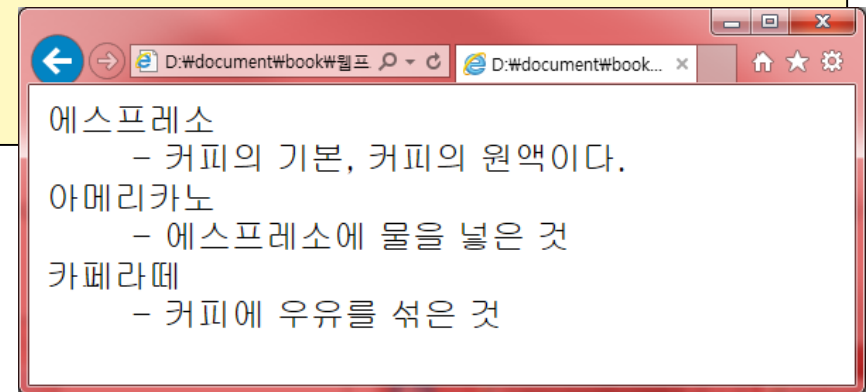 D:₩document₩book₩웹프
D:₩document₩book...
에스프레소
- 커피의 기본, 커피의 원액이다.
아메리카노
- 에스프레소에 물을 넣은 것
카페라떼
- 커피에 우유를 섞은 것